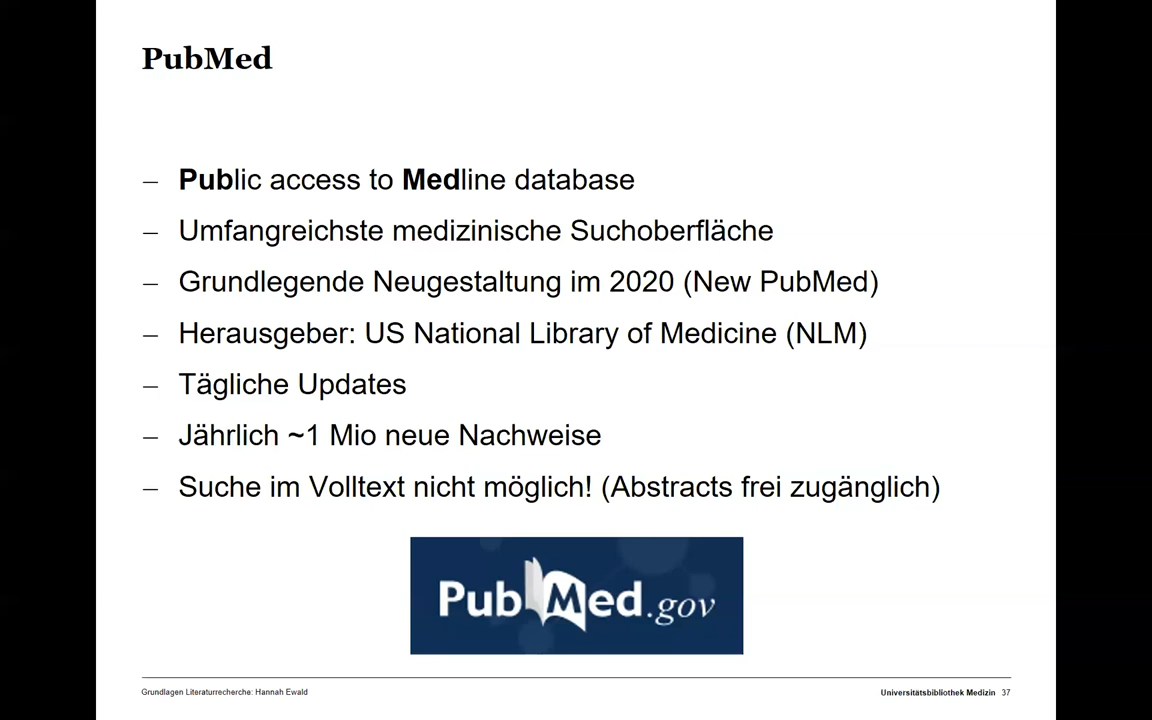 PubMed
– Public access to Medline database
– Umfangreichste medizinische Suchoberfläche
– Grundlegende Neugestaltung im 2020 (New PubMed)
– Herausgeber: US National Library of Medicine (NLM)
– Tägliche Updates
– Jährlich ~1 Mio neue Nachweise
– Suche im Volltext nicht möglich! (Abstracts frei zugänglich)
PubMed.gov
Grundlagen Literaturrecherche: Hannah Ewald
Universitätsbibliothek Medizin 37